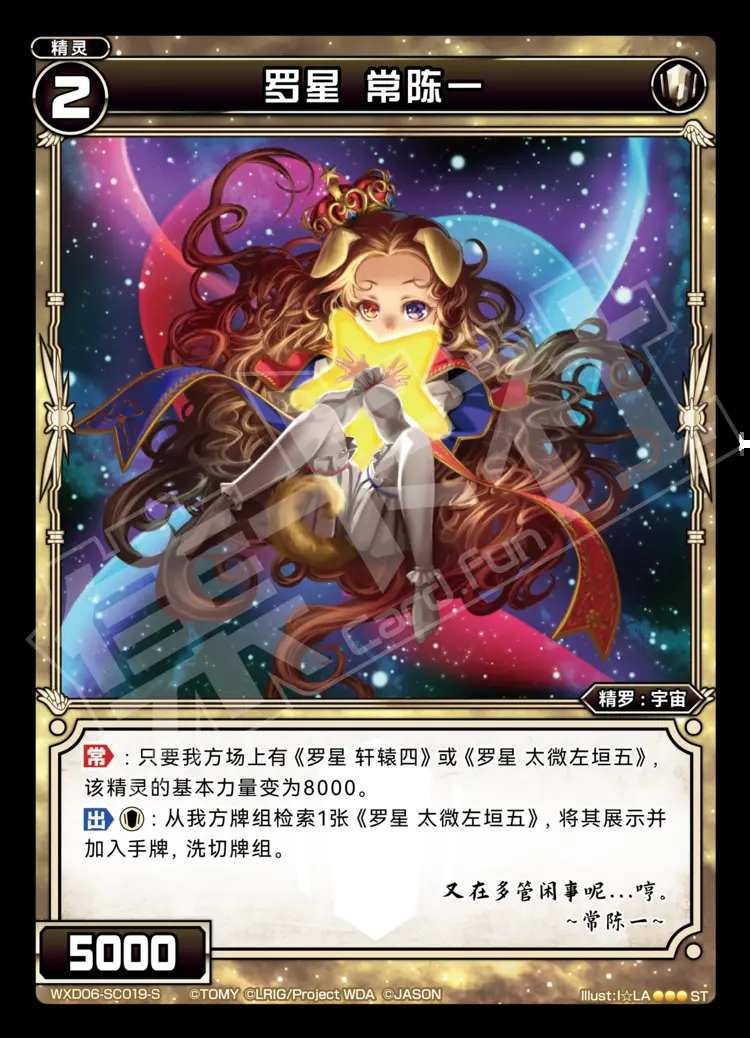 精灵
2
罗星 常陈一
精罗:宇宙
常:只要我方场上有《罗星 轩辕四》或《罗星 太微左垣五》,
该精灵的基本力量变为8000。
出:从我方牌组检索1张《罗星 太微左垣五》, 将其展示并
加入手牌, 洗切牌组。
又在多管闲事呢...哼。
~常陈一~
5000
WXD06-SC019-S ©TOMY ©LRIG/Project WDA ©JASON
Illust:I☆LA ST
Card.fun